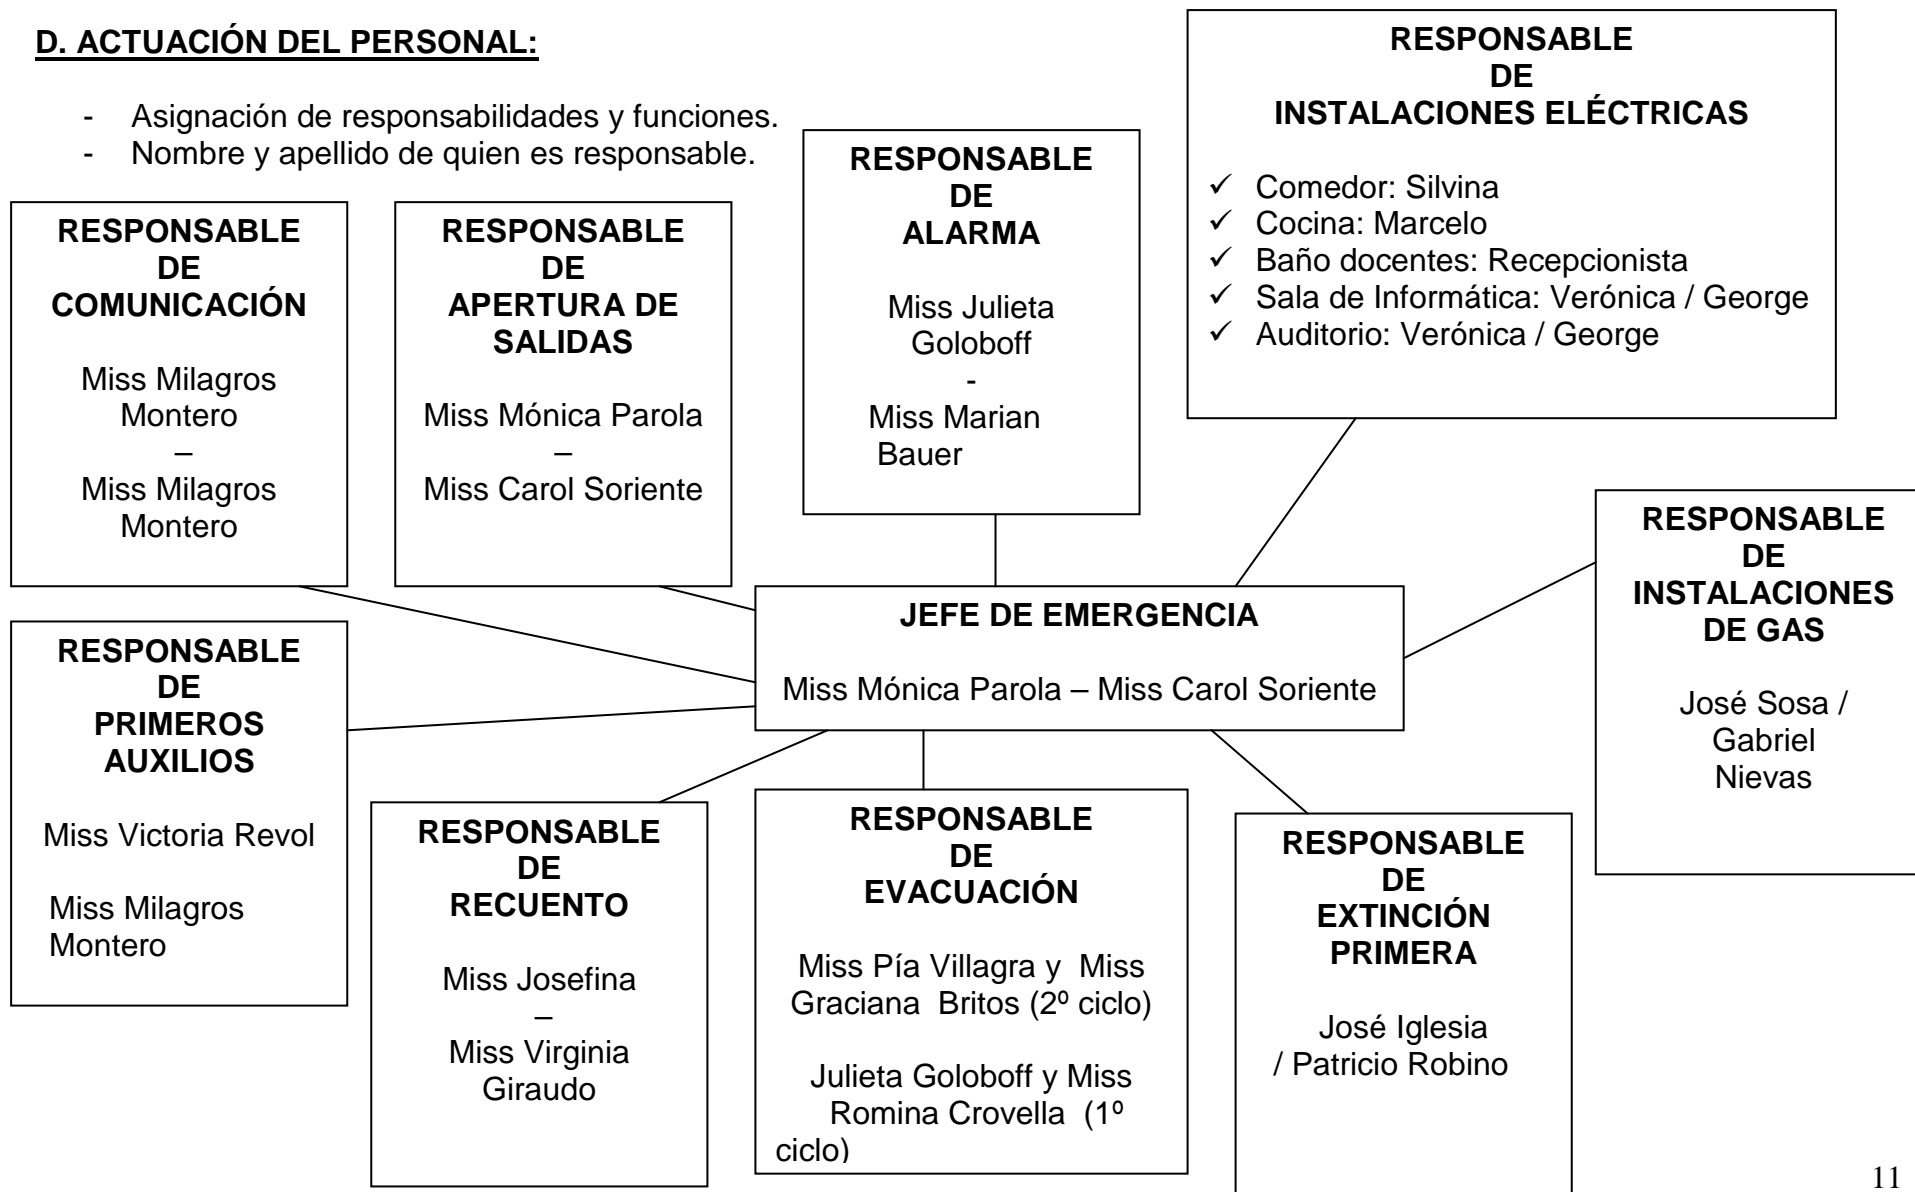 D. ACTUACIÓN DEL PERSONAL:
- Asignación de responsabilidades y funciones.
- Nombre y apellido de quien es responsable.
RESPONSABLE
DE
COMUNICACIÓN
Miss Milagros
Montero
–
Miss Milagros
Montero
RESPONSABLE
DE
APERTURA DE
SALIDAS
Miss Mónica Parola
–
Miss Carol Soriente
RESPONSABLE
DE
ALARMA
Miss Julieta
Goloboff
-
Miss Marian
Bauer
RESPONSABLE
DE
INSTALACIONES ELÉCTRICAS
✓ Comedor: Silvina
✓ Cocina: Marcelo
✓ Baño docentes: Recepcionista
✓ Sala de Informática: Verónica / George
✓ Auditorio: Verónica / George
RESPONSABLE
DE
INSTALACIONES
DE GAS
José Sosa /
Gabriel
Nievas
JEFE DE EMERGENCIA
Miss Mónica Parola – Miss Carol Soriente
RESPONSABLE
DE
PRIMEROS
AUXILIOS
Miss Victoria Revol
Miss Milagros
Montero
RESPONSABLE
DE
RECUENTO
Miss Josefina
–
Miss Virginia
Giraudo
RESPONSABLE
DE
EVACUACIÓN
Miss Pía Villagra y Miss
Graciana Britos (2º ciclo)
Julieta Goloboff y Miss
Romina Crovella (1º
ciclo)
RESPONSABLE
DE
EXTINCIÓN
PRIMERA
José Iglesia
/ Patricio Robino
11